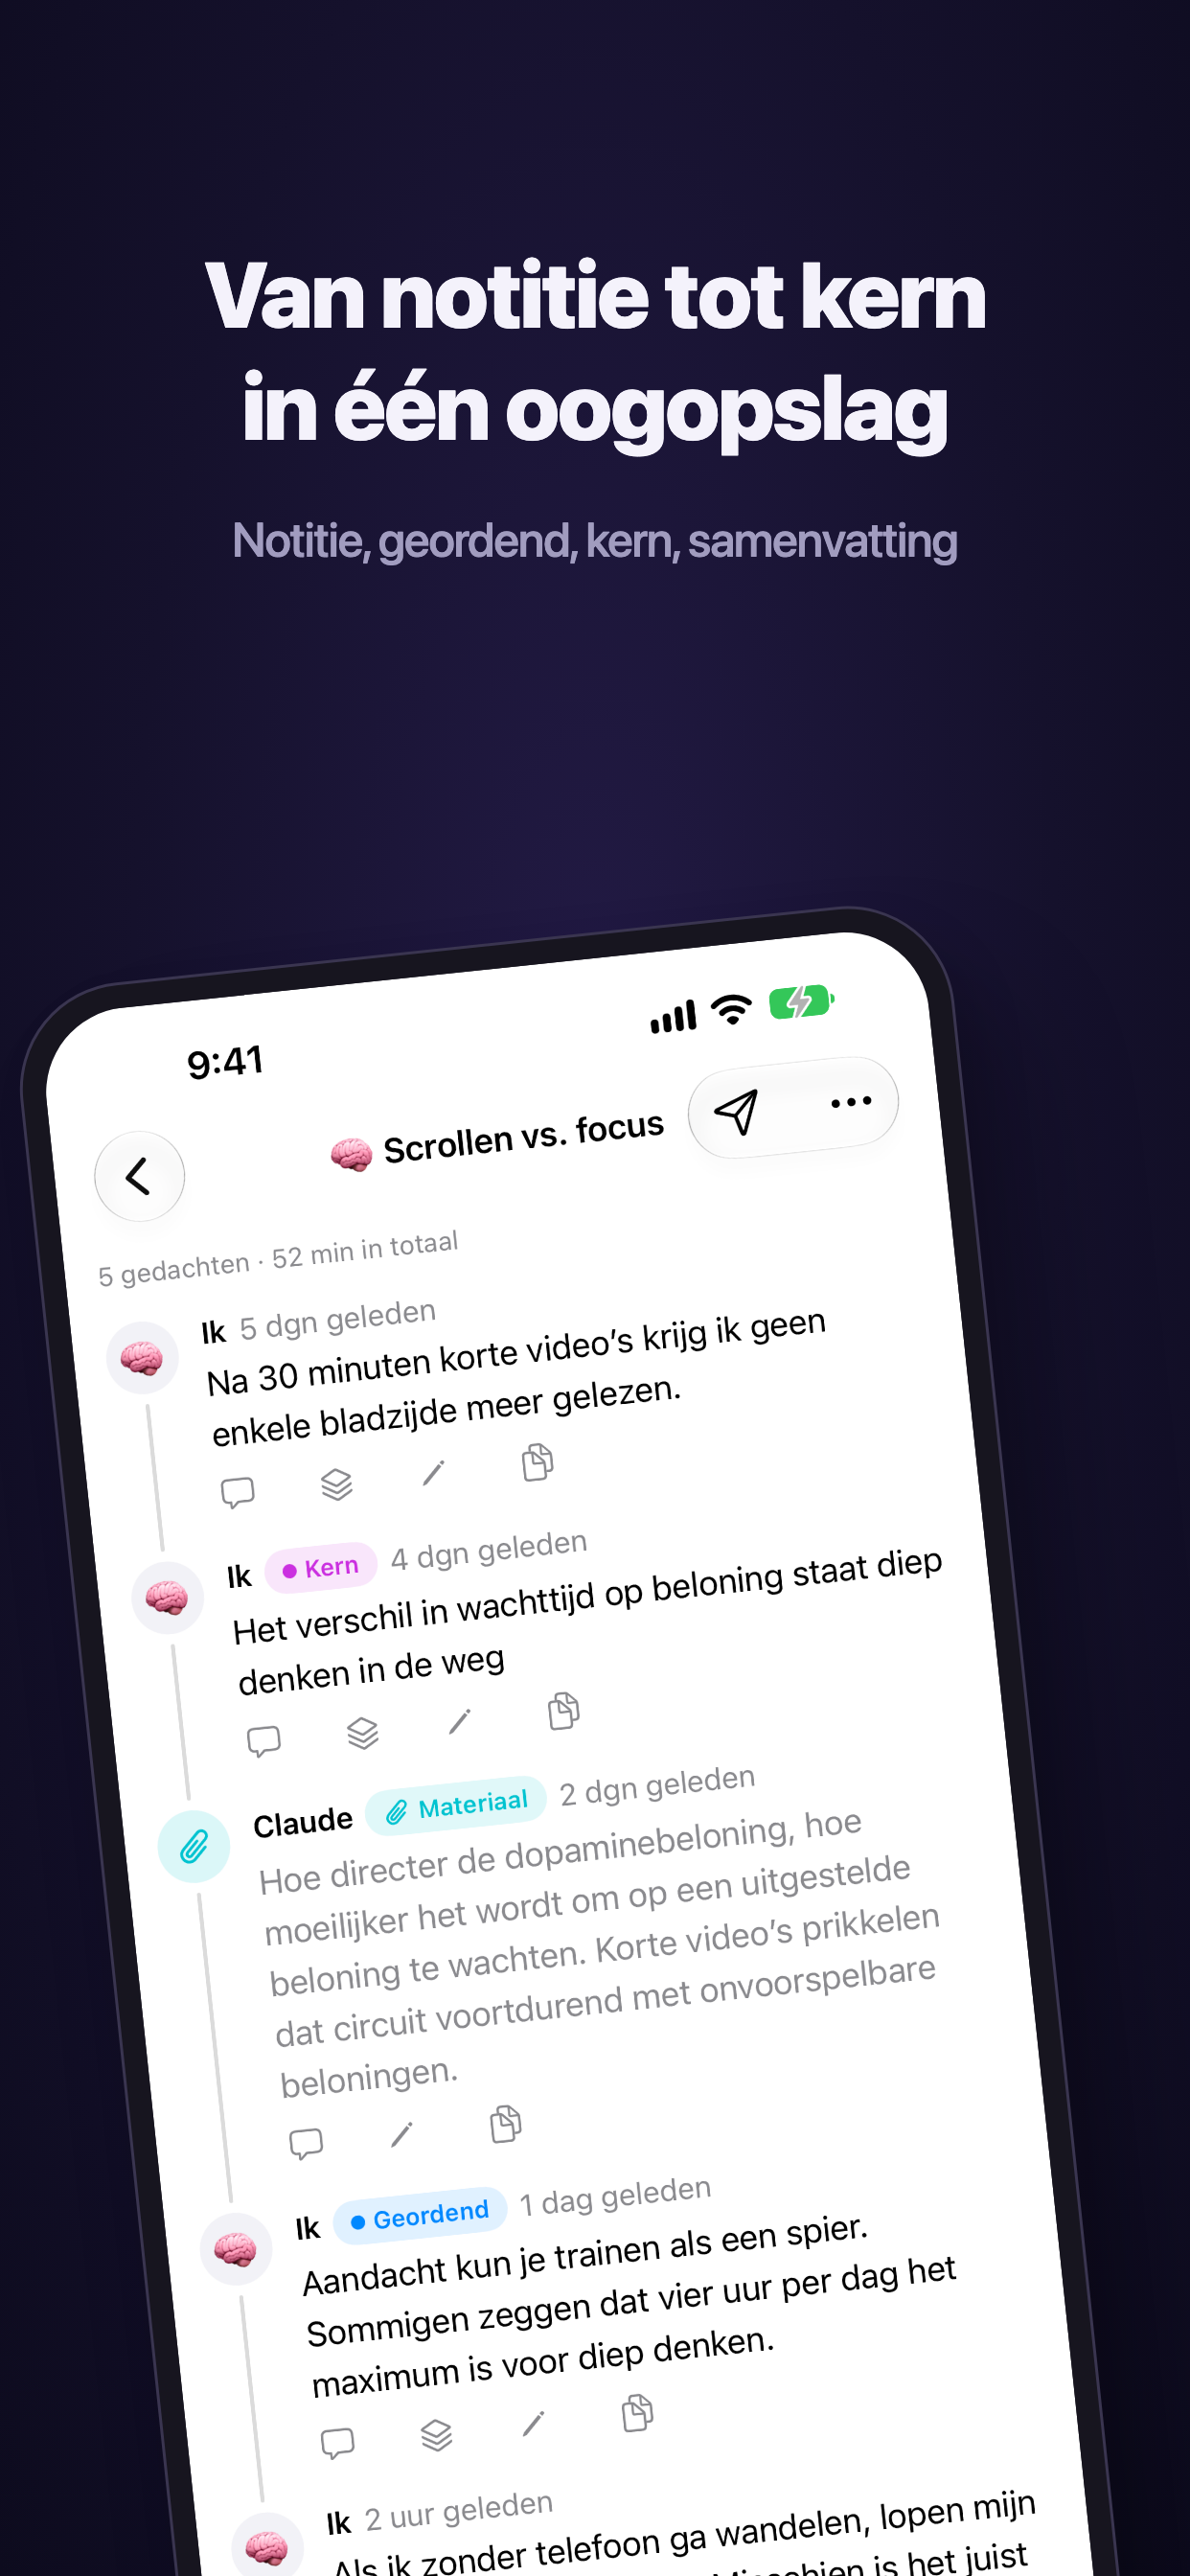 Van notitie tot kern
in één oogopslag
Notitie, geordend, kern, samenvatting
9:41
Scrollen vs. focus
5 gedachten · 52 min in totaal
Ik 5 dgn geleden
Na 30 minuten korte video’s krijg ik geen
enkele bladzijde meer gelezen.
Ik Kern 4 dgn geleden
Het verschil in wachttijd op beloning staat diep
denken in de weg
Claude Materiaal 2 dgn geleden
Hoe directer de dopaminebeloning, hoe
moeilijker het wordt om op een uitgestelde
beloning te wachten. Korte video’s prikkelen
dat circuit voortdurend met onvoorspelbare
beloningen.
Ik Geordend 1 dag geleden
Aandacht kun je trainen als een spier.
Sommigen zeggen dat vier uur per dag het
maximum is voor diep denken.
Ik 2 uur geleden
Als ik zonder telefoon ga wandelen, lopen mijn
Misschien is het juist